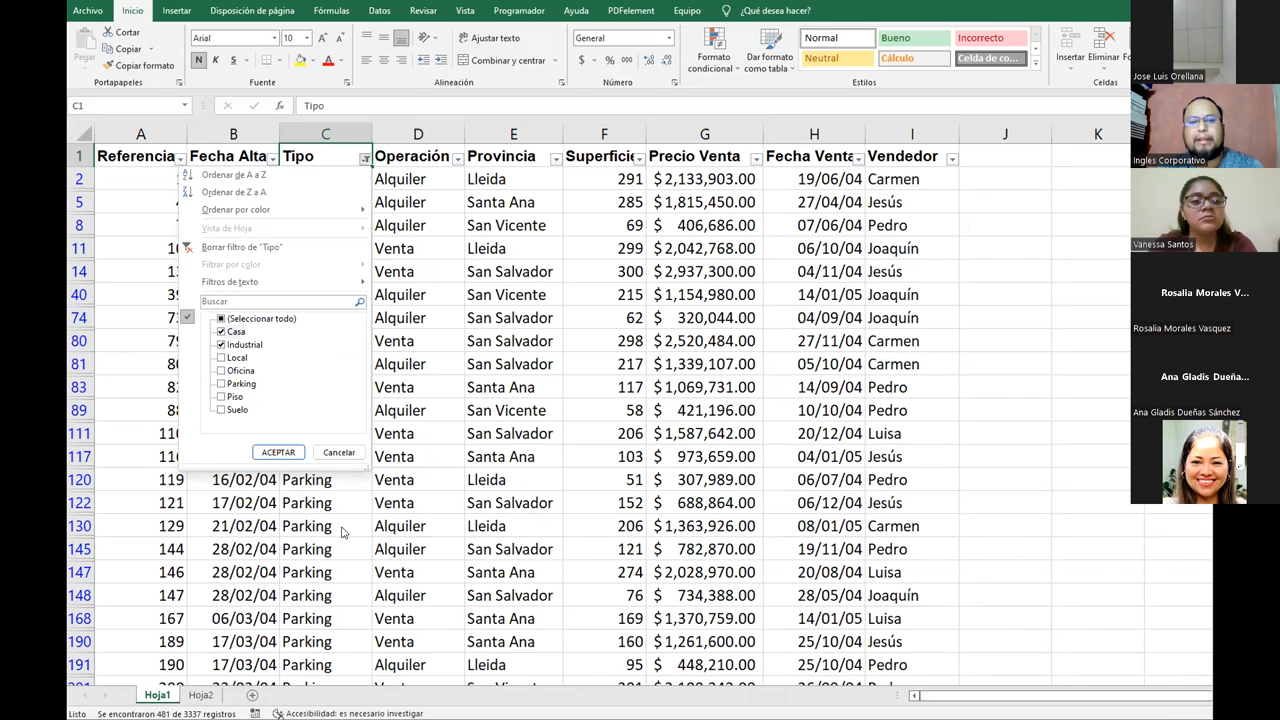 Archivo Inicio Insertar Disposición de página Fórmulas Datos Revisar Vista Programador Ayuda PDFelement Equipo ¿Qué desea hacer?
Pegar
Cortar
Copiar
Copiar formato
Portapapeles
Arial 10
N K S
Fuente
Ajustar texto
Combinar y centrar
Alineación
General
$ % 000
Número
Formato condicional
Dar formato como tabla
Normal Bueno Incorrecto
Neutral Cálculo Celda de co...
Estilos
Insertar Eliminar Fo
Celdas
C1 fx Tipo
A B C D E F G H I J K
1 Referencia Fecha Alta Tipo Operación Provincia Superficie Precio Venta Fecha Venta Vendedor
2 Alquiler Lleida 291 $ 2,133,903.00 19/06/04 Carmen
5 Alquiler Santa Ana 285 $ 1,815,450.00 27/04/04 Jesús
8 Alquiler San Vicente 69 $ 406,686.00 07/06/04 Pedro
11 10 Venta Lleida 299 $ 2,042,768.00 06/10/04 Joaquín
14 13 Venta San Salvador 300 $ 2,937,300.00 04/11/04 Jesús
40 39 Alquiler San Vicente 215 $ 1,154,980.00 14/01/05 Joaquín
74 73 Alquiler San Salvador 62 $ 320,044.00 04/09/04 Joaquín
80 79 Venta San Salvador 298 $ 2,520,484.00 27/11/04 Carmen
81 80 Alquiler San Salvador 217 $ 1,339,107.00 05/10/04 Carmen
83 82 Venta Santa Ana 117 $ 1,069,731.00 14/09/04 Pedro
89 88 Alquiler San Vicente 58 $ 421,196.00 10/10/04 Pedro
111 110 Venta San Salvador 206 $ 1,587,642.00 20/12/04 Luisa
117 116 Venta Santa Ana 103 $ 973,659.00 17/10/04 Jesús
120 119 16/02/04 Parking Venta Lleida 51 $ 307,989.00 06/07/04 Pedro
122 121 17/02/04 Parking Venta San Salvador 152 $ 688,864.00 06/12/04 Jesús
130 129 21/02/04 Parking Alquiler Lleida 206 $ 1,363,926.00 08/01/05 Carmen
145 144 28/02/04 Parking Alquiler San Salvador 121 $ 782,870.00 19/11/04 Pedro
147 146 28/02/04 Parking Venta Santa Ana 274 $ 2,028,970.00 20/08/04 Luisa
148 147 28/02/04 Parking Alquiler San Salvador 76 $ 734,388.00 28/05/04 Joaquín
168 167 06/03/04 Parking Venta Santa Ana 169 $ 1,370,759.00 14/01/05 Luisa
190 189 17/03/04 Parking Venta Santa Ana 160 $ 1,261,600.00 25/10/04 Jesús
191 190 17/03/04 Parking Alquiler Lleida 95 $ 448,210.00 25/10/04 Pedro
Ordenar de A a Z
Ordenar de Z a A
Ordenar por color
Vista de Hoja
Borrar filtro de "Tipo"
Filtrar por color
Filtros de texto
Buscar
(Seleccionar todo)
Casa
Industrial
Local
Oficina
Parking
Piso
Suelo
ACEPTAR Cancelar
Hoja1 Hoja2
Listo Se encontraron 481 de 3337 registros Accesibilidad: es necesario investigar
Jose Luis Orellana
Ingles Corporativo
Vanessa Santos
Rosalia Morales V...
Rosalia Morales Vasquez
Ana Gladis Dueña...
Ana Gladis Dueñas Sánchez